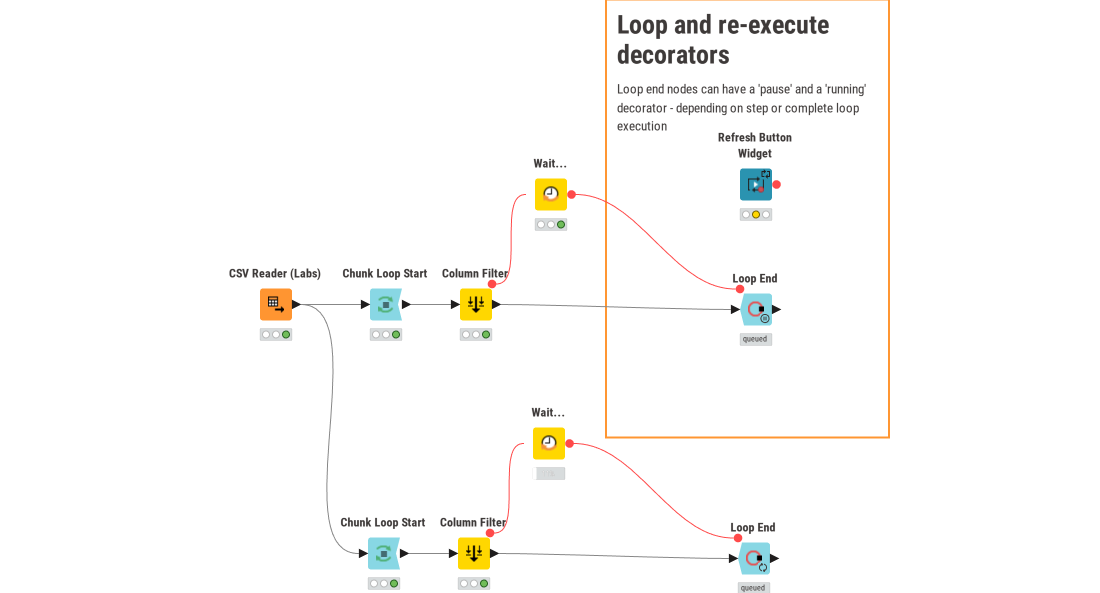 Loop and re-execute
decorators
Loop end nodes can have a 'pause' and a 'running'
decorator - depending on step or complete loop
execution
Refresh Button
Widget
Wait...
CSV Reader (Labs)
Chunk Loop Start
Column Filter
Loop End
queued
Wait...
Chunk Loop Start
Column Filter
Loop End
queued